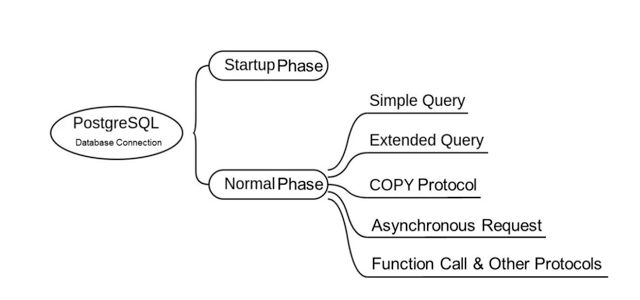 PostgreSQL
Database Connection
Startup Phase
Normal Phase
Simple Query
Extended Query
COPY Protocol
Asynchronous Request
Function Call & Other Protocols